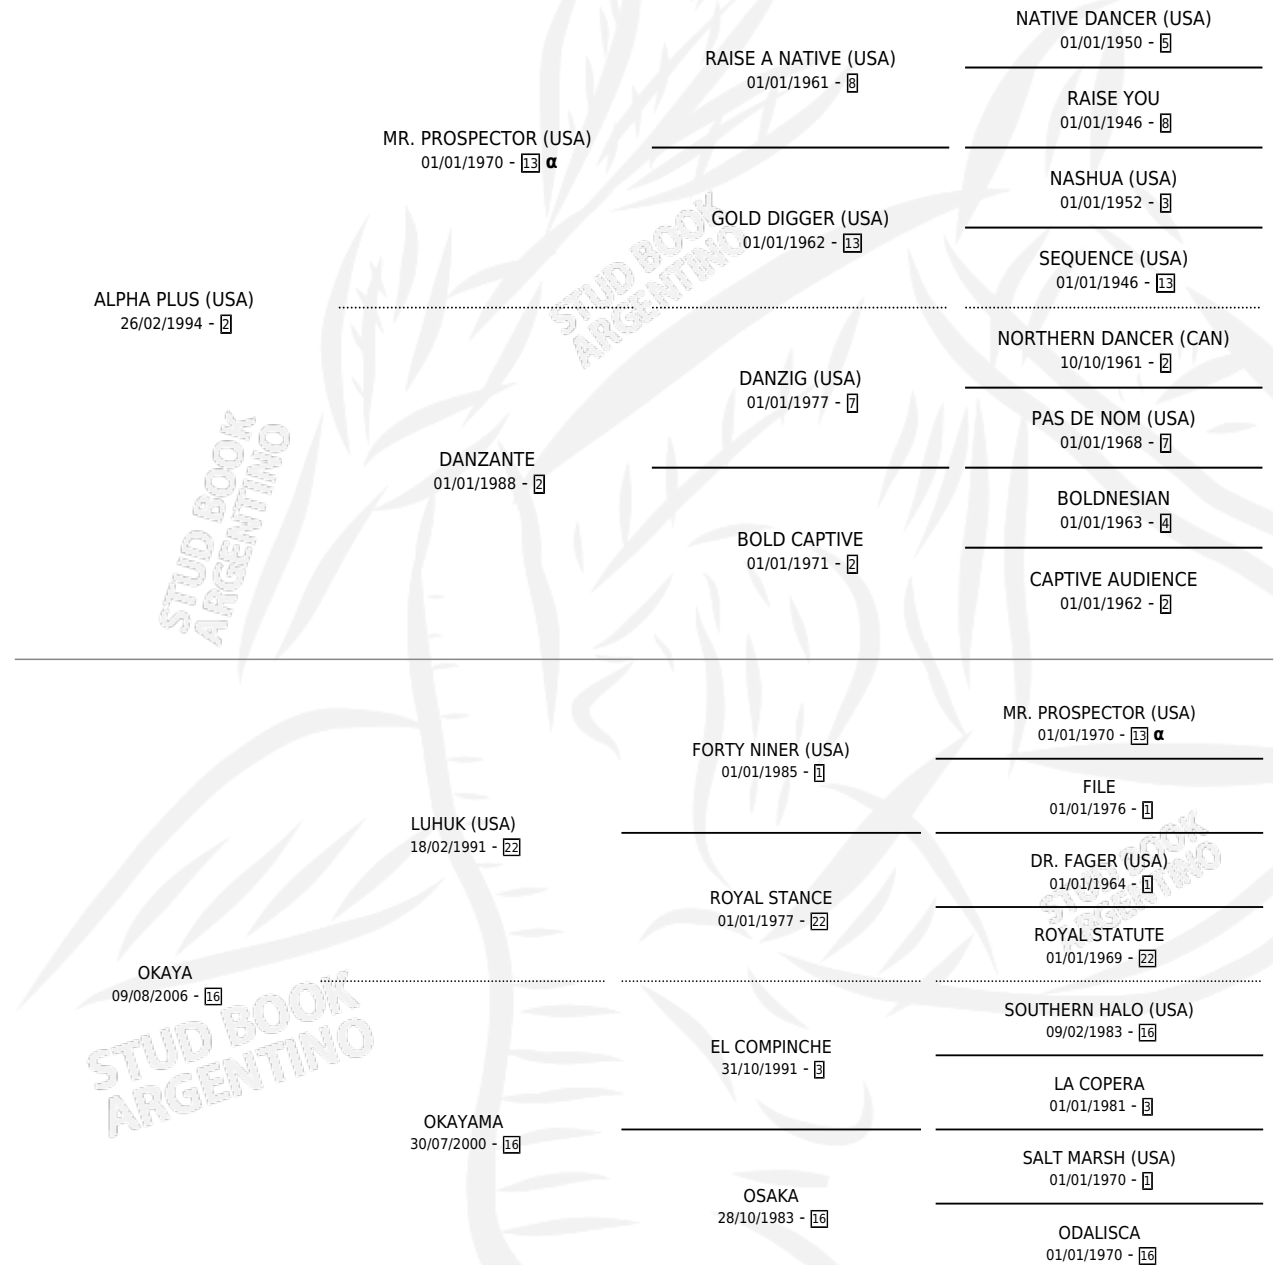 NATIVE DANCER (USA)
01/01/1950 - 5
RAISE A NATIVE (USA)
01/01/1961 - 8
RAISE YOU
01/01/1946 - 8
MR. PROSPECTOR (USA)
01/01/1970 - 13 α
NASHUA (USA)
01/01/1952 - 3
GOLD DIGGER (USA)
01/01/1962 - 13
SEQUENCE (USA)
01/01/1946 - 13
STUD BOOK
ARGENTINO
ALPHA PLUS (USA)
26/02/1994 - 2
NORTHERN DANCER (CAN)
10/10/1961 - 2
DANZIG (USA)
01/01/1977 - 7
PAS DE NOM (USA)
01/01/1968 - 7
DANZANTE
01/01/1988 - 2
BOLDNESIAN
01/01/1963 - 4
BOLD CAPTIVE
01/01/1971 - 2
CAPTIVE AUDIENCE
01/01/1962 - 2
STUD BOOK
ARGENTINO
MR. PROSPECTOR (USA)
01/01/1970 - 13 α
FORTY NINER (USA)
01/01/1985 - 1
FILE
01/01/1976 - 1
LUHUK (USA)
18/02/1991 - 22
DR. FAGER (USA)
01/01/1964 - 1
STUD BOOK
ARGENTINO
ROYAL STANCE
01/01/1977 - 22
ROYAL STATUTE
01/01/1969 - 22
OKAYA
09/08/2006 - 16
SOUTHERN HALO (USA)
09/02/1983 - 16
EL COMPINCHE
31/10/1991 - 3
LA COPERA
01/01/1981 - 3
STUD BOOK
ARGENTINO
OKAYAMA
30/07/2000 - 16
SALT MARSH (USA)
01/01/1970 - 1
OSAKA
28/10/1983 - 16
ODALISCA
01/01/1970 - 16